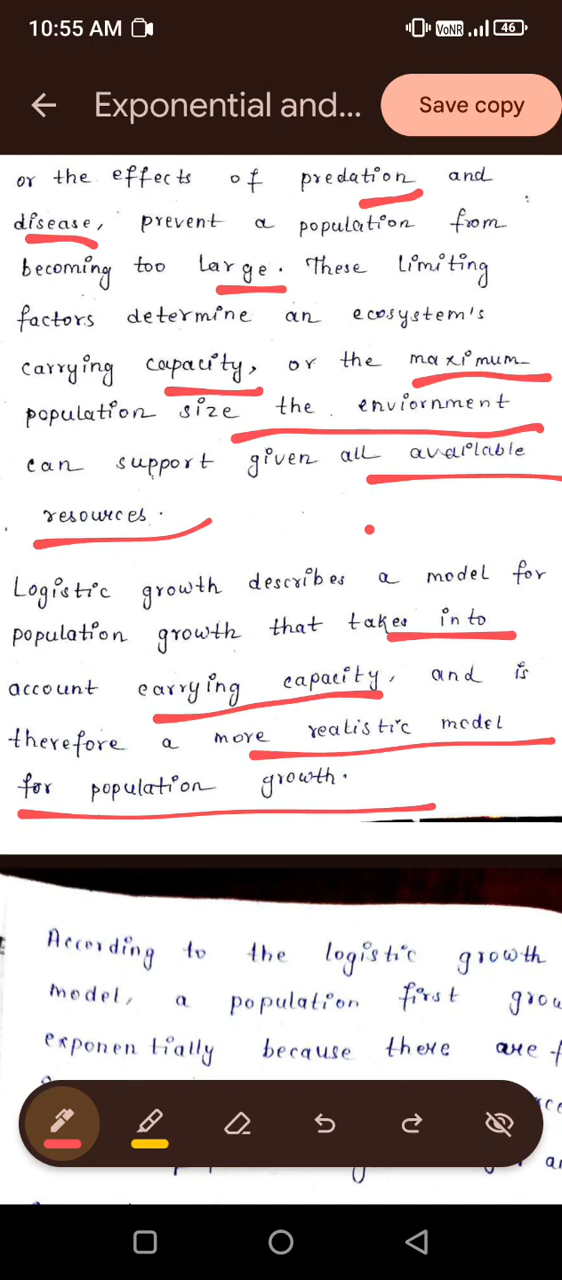 10:55 AM VoNR 46
Exponential and... Save copy
or the effects of predation and
disease, prevent a population from
becoming too large. These limiting
factors determine an ecosystem's
carrying capacity, or the maximum
population size the enviornment
can support given all available
resources.
Logistic growth describes a model for
population growth that takes into
account carrying capacity, and is
therefore a more realistic model
for population growth.
According to the logistic growth
model, a population first grow
exponentially because there are f